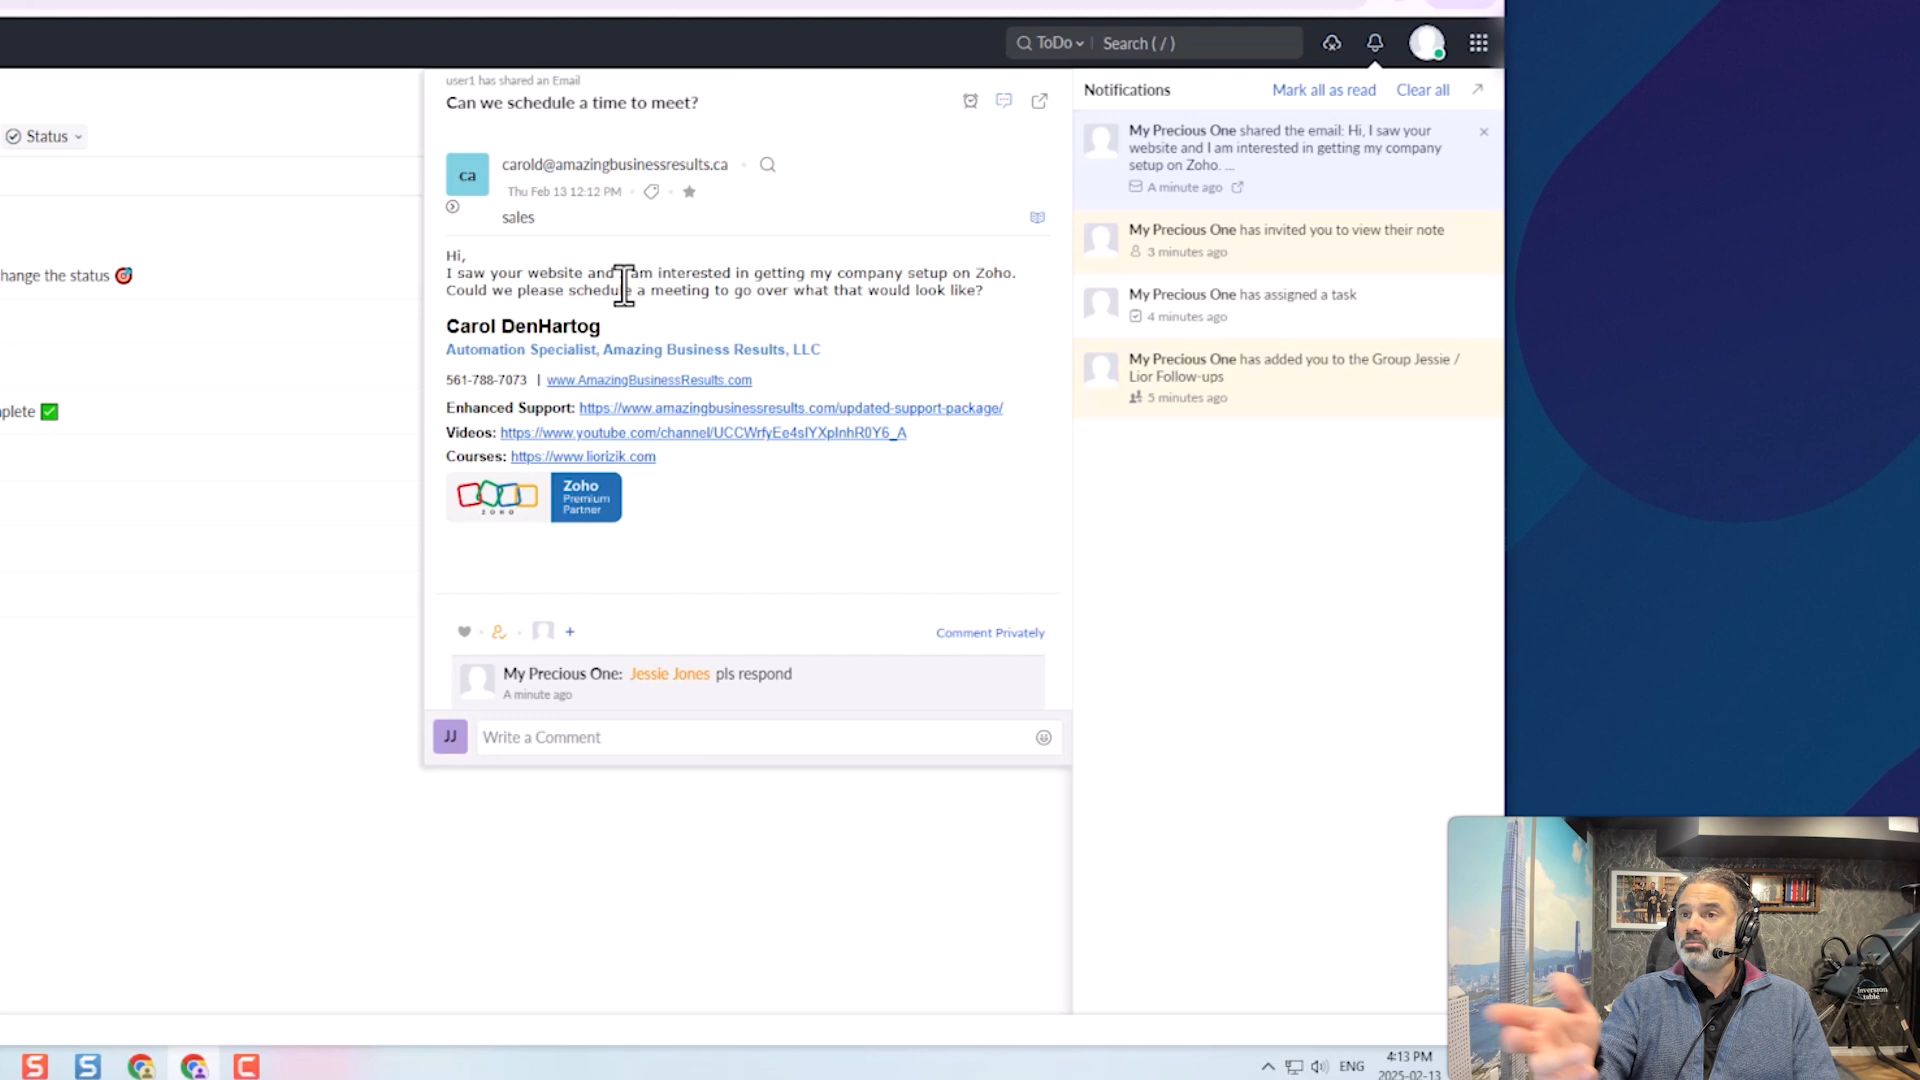 ToDo
Search ( / )
Status
hange the status
plete
user1 has shared an Email
Can we schedule a time to meet?
ca
carold@amazingbusinessresults.ca
Thu Feb 13 12:12 PM
sales
Hi,
I saw your website and I am interested in getting my company setup on Zoho.
Could we please schedule a meeting to go over what that would look like?
Carol DenHartog
Automation Specialist, Amazing Business Results, LLC
561-788-7073 | www.AmazingBusinessResults.com
Enhanced Support: https://www.amazingbusinessresults.com/updated-support-package/
Videos: https://www.youtube.com/channel/UCCWrfyEe4slYXpInhR0Y6_A
Courses: https://www.liorizik.com
ZOHO
Zoho
Premium
Partner
Comment Privately
My Precious One: Jessie Jones pls respond
A minute ago
JJ
Write a Comment
Notifications
Mark all as read
Clear all
My Precious One shared the email: Hi, I saw your
website and I am interested in getting my company
setup on Zoho. ...
A minute ago
My Precious One has invited you to view their note
3 minutes ago
My Precious One has assigned a task
4 minutes ago
My Precious One has added you to the Group Jessie /
Lior Follow-ups
5 minutes ago
Inversion
table
S
S
C
ENG
4:13 PM
2025-02-13